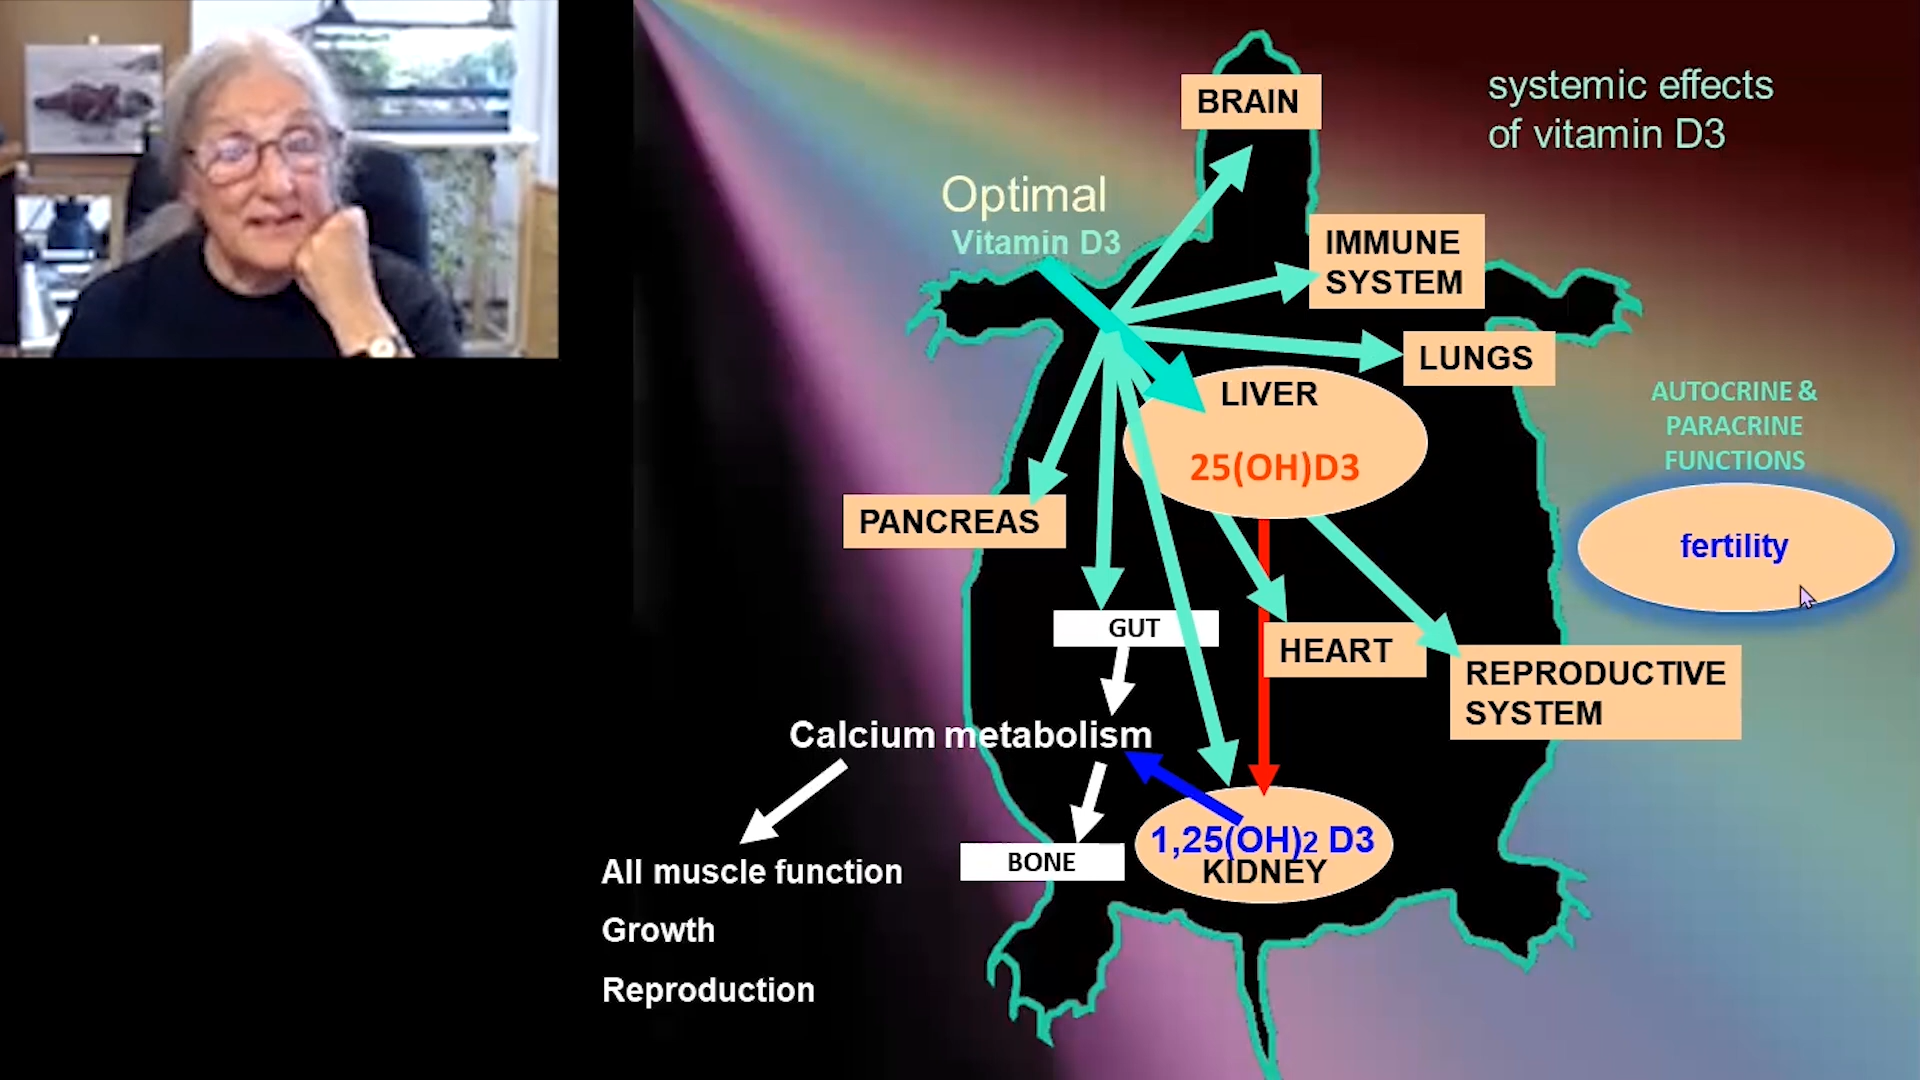 systemic effects
of vitamin D3
BRAIN
Optimal
Vitamin D3
IMMUNE
SYSTEM
LUNGS
LIVER
25(OH)D3
AUTOCRINE &
PARACRINE
FUNCTIONS
fertility
PANCREAS
GUT
HEART
REPRODUCTIVE
SYSTEM
Calcium metabolism
1,25(OH)2 D3
KIDNEY
BONE
All muscle function
Growth
Reproduction